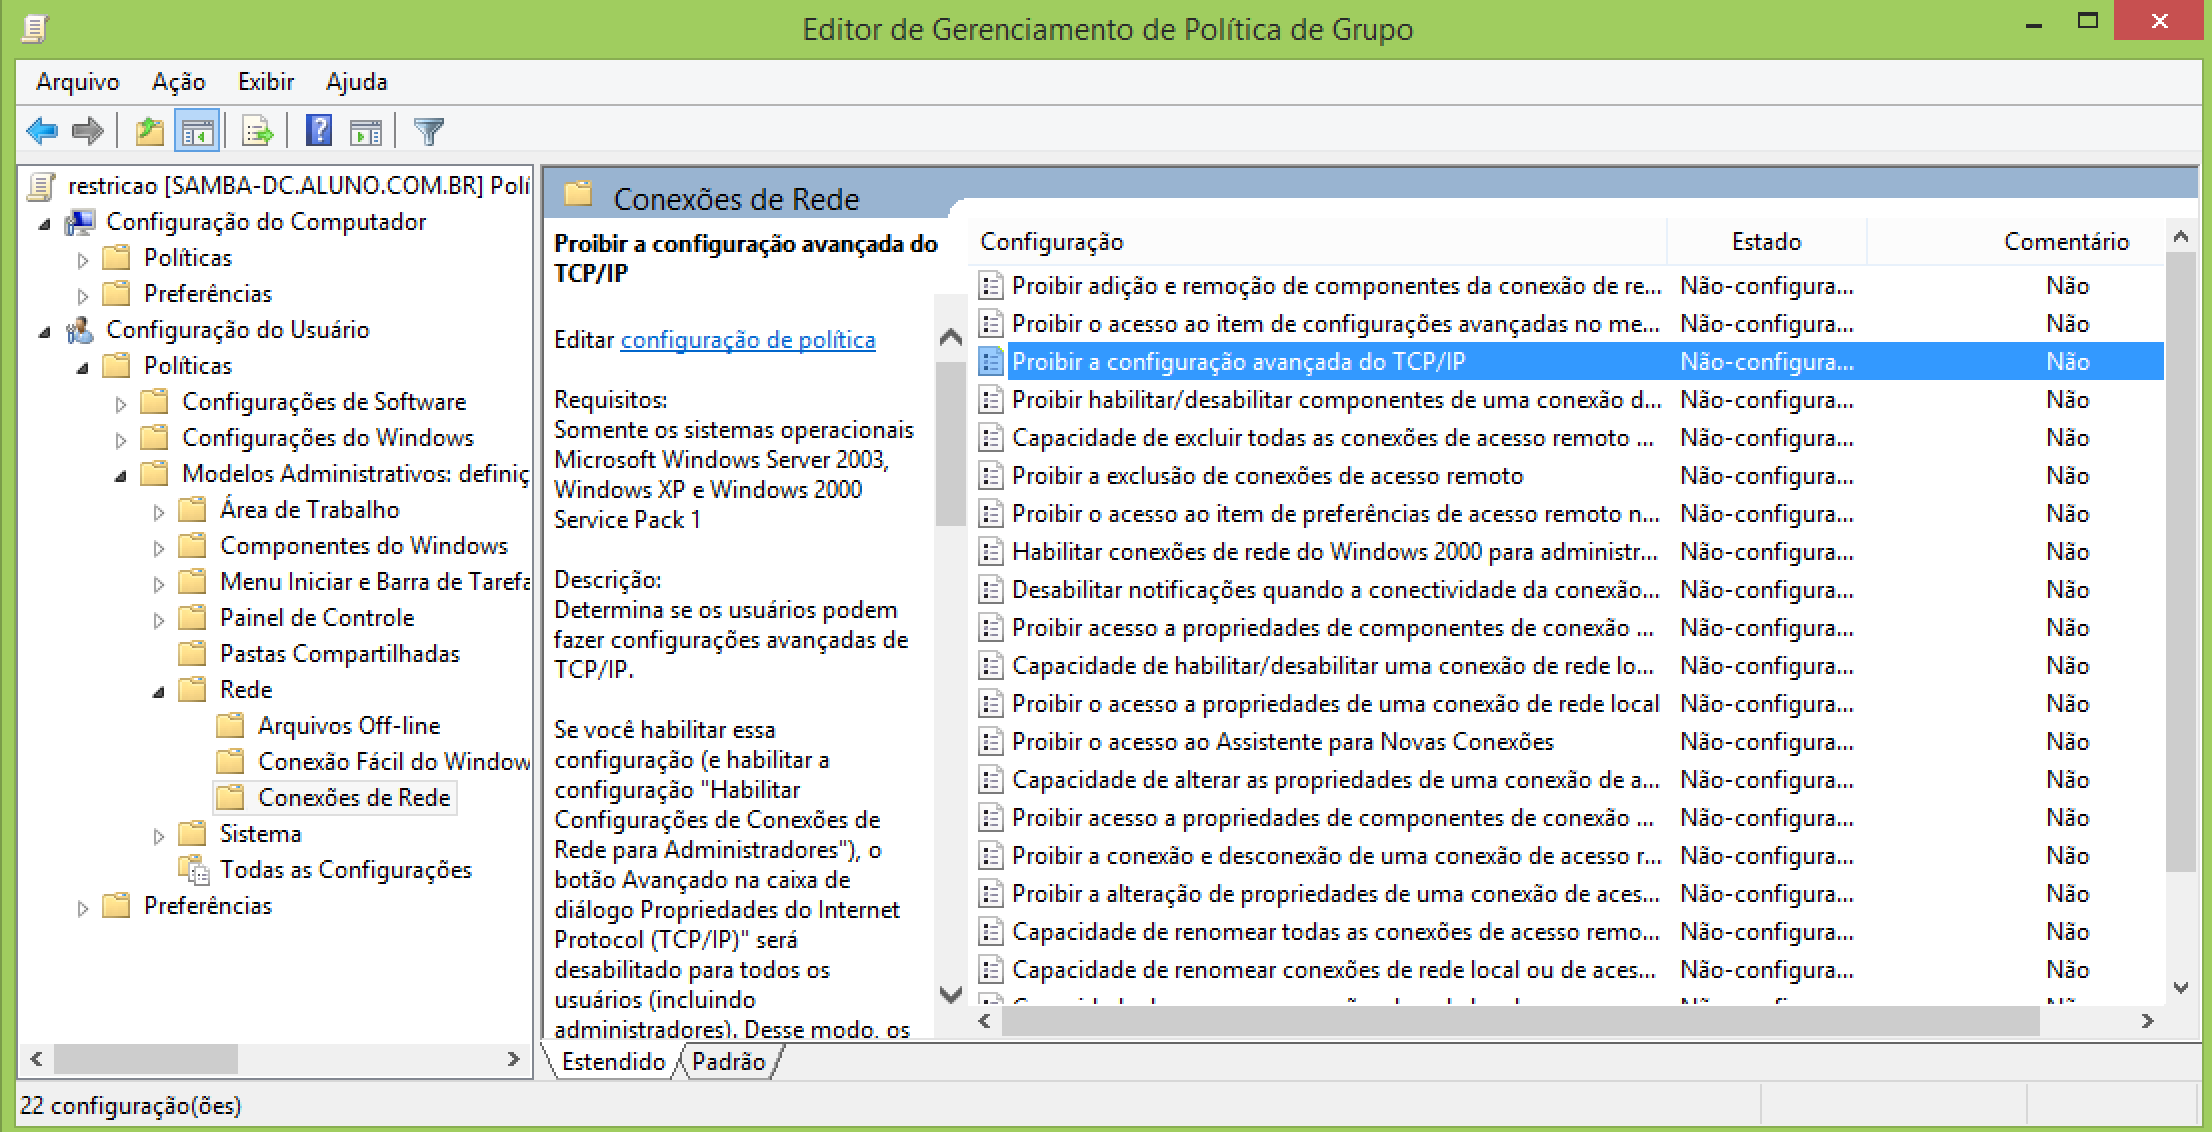 Editor de Gerenciamento de Política de Grupo
Arquivo Ação Exibir Ajuda
restricao [SAMBA-DC.ALUNO.COM.BR] Polí
Configuração do Computador
Políticas
Preferências
Configuração do Usuário
Políticas
Configurações de Software
Configurações do Windows
Modelos Administrativos: definiç
Área de Trabalho
Componentes do Windows
Menu Iniciar e Barra de Tarefa
Painel de Controle
Pastas Compartilhadas
Rede
Arquivos Off-line
Conexão Fácil do Window
Conexões de Rede
Sistema
Todas as Configurações
Preferências
Conexões de Rede
Proibir a configuração avançada do
TCP/IP
Editar configuração de política
Requisitos:
Somente os sistemas operacionais
Microsoft Windows Server 2003,
Windows XP e Windows 2000
Service Pack 1
Descrição:
Determina se os usuários podem
fazer configurações avançadas de
TCP/IP.
Se você habilitar essa
configuração (e habilitar a
configuração "Habilitar
Configurações de Conexões de
Rede para Administradores"), o
botão Avançado na caixa de
diálogo Propriedades do Internet
Protocol (TCP/IP)" será
desabilitado para todos os
usuários (incluindo
administradores). Desse modo, os
Configuração Estado Comentário
Proibir adição e remoção de componentes da conexão de re... Não-configura... Não
Proibir o acesso ao item de configurações avançadas no me... Não-configura... Não
Proibir a configuração avançada do TCP/IP Não-configura... Não
Proibir habilitar/desabilitar componentes de uma conexão d... Não-configura... Não
Capacidade de excluir todas as conexões de acesso remoto ... Não-configura... Não
Proibir a exclusão de conexões de acesso remoto Não-configura... Não
Proibir o acesso ao item de preferências de acesso remoto n... Não-configura... Não
Habilitar conexões de rede do Windows 2000 para administr... Não-configura... Não
Desabilitar notificações quando a conectividade da conexão... Não-configura... Não
Proibir acesso a propriedades de componentes de conexão ... Não-configura... Não
Capacidade de habilitar/desabilitar uma conexão de rede lo... Não-configura... Não
Proibir o acesso a propriedades de uma conexão de rede local Não-configura... Não
Proibir o acesso ao Assistente para Novas Conexões Não-configura... Não
Capacidade de alterar as propriedades de uma conexão de a... Não-configura... Não
Proibir acesso a propriedades de componentes de conexão ... Não-configura... Não
Proibir a conexão e desconexão de uma conexão de acesso r... Não-configura... Não
Proibir a alteração de propriedades de uma conexão de aces... Não-configura... Não
Capacidade de renomear todas as conexões de acesso remo... Não-configura... Não
Capacidade de renomear conexões de rede local ou de aces... Não-configura... Não
Estendido Padrão
22 configuração(ões)